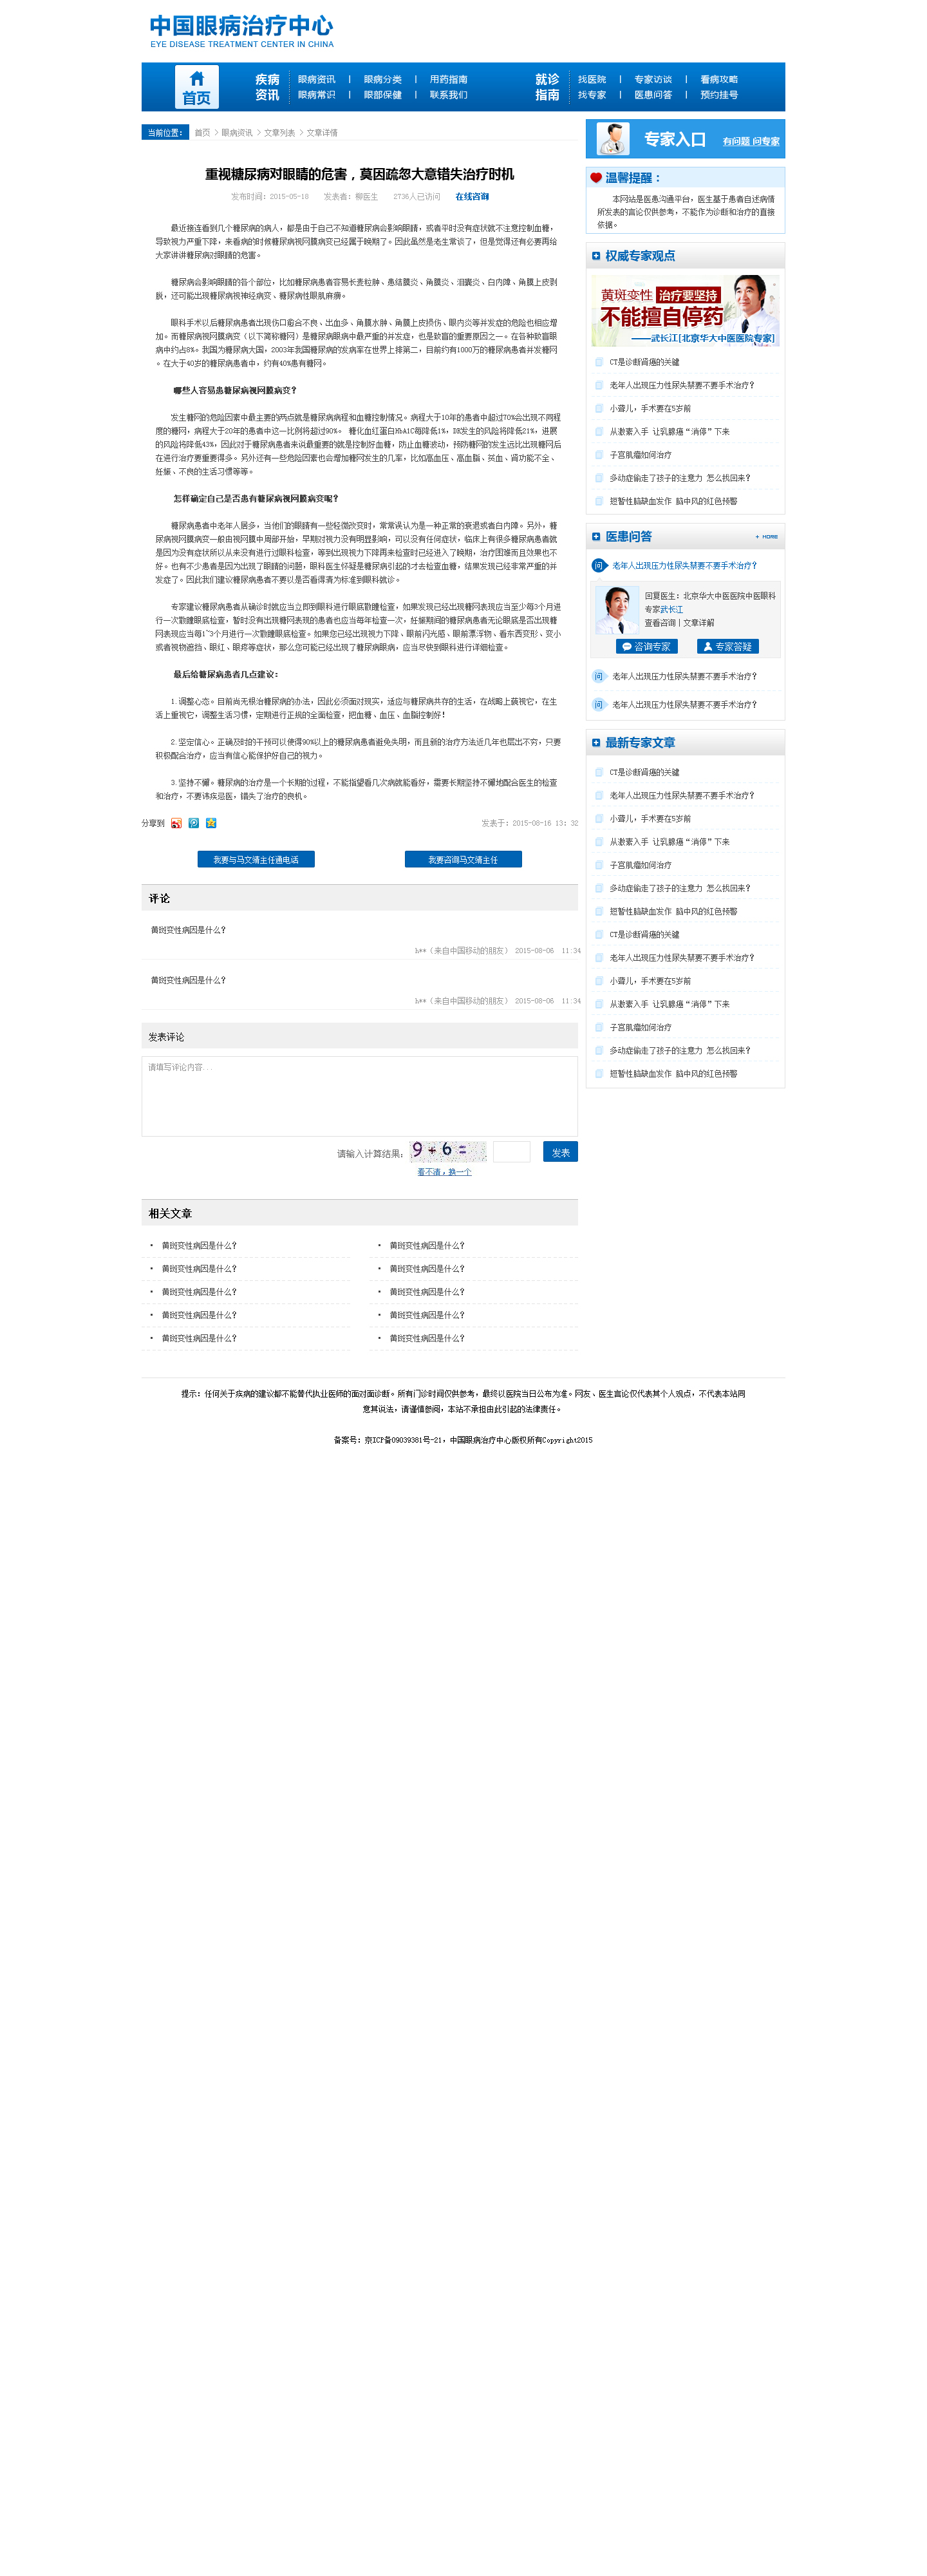 中国眼病治疗中心
EYE DISEASE TREATMENT CENTER IN CHINA
首页
疾病资讯
眼病资讯 | 眼病分类 | 用药指南
眼病常识 | 眼部保健 | 联系我们
就诊指南
找医院 | 专家访谈 | 看病攻略
找专家 | 医患问答 | 预约挂号
当前位置： 首页 > 眼病资讯 > 文章列表 > 文章详情
重视糖尿病对眼睛的危害，莫因疏忽大意错失治疗时机
发布时间：2015-05-18 发表者：柳医生 2736人已访问 在线咨询
最近接连看到几个糖尿病的病人，都是由于自己不知道糖尿病会影响眼睛，或者平时没有症状就不注意控制血糖，
导致视力严重下降，来看病的时候糖尿病视网膜病变已经属于晚期了。因此虽然是老生常谈了，但是觉得还有必要再给
大家讲讲糖尿病对眼睛的危害。
糖尿病会影响眼睛的各个部位，比如糖尿病患者容易长麦粒肿、患结膜炎、角膜炎、泪囊炎、白内障、角膜上皮剥
脱，还可能出现糖尿病视神经病变、糖尿病性眼肌麻痹。
眼科手术以后糖尿病患者出现伤口愈合不良、出血多、角膜水肿、角膜上皮损伤、眼内炎等并发症的危险也相应增
加。而糖尿病视网膜病变（以下简称糖网）是糖尿病眼病中最严重的并发症，也是致盲的重要原因之一。在各种致盲眼
病中约占8%。我国为糖尿病大国，2003年我国糖尿病的发病率在世界上排第二，目前约有1000万的糖尿病患者并发糖网
。在大于40岁的糖尿病患者中，约有40%患有糖网。
哪些人容易患糖尿病视网膜病变？
发生糖网的危险因素中最主要的两点就是糖尿病病程和血糖控制情况。病程大于10年的患者中超过70%会出现不同程
度的糖网，病程大于20年的患者中这一比例将超过90%。 糖化血红蛋白HbA1C每降低1%，DR发生的风险将降低21%，进展
的风险将降低43%，因此对于糖尿病患者来说最重要的就是控制好血糖，防止血糖波动，预防糖网的发生远比出现糖网后
在进行治疗要重要得多。另外还有一些危险因素也会增加糖网发生的几率，比如高血压、高血脂、贫血、肾功能不全、
妊娠、不良的生活习惯等等。
怎样确定自己是否患有糖尿病视网膜病变呢？
糖尿病患者中老年人居多，当他们的眼睛有一些轻微改变时，常常误认为是一种正常的衰退或者白内障。另外，糖
尿病视网膜病变一般由视网膜中周部开始，早期对视力没有明显影响，可以没有任何症状，临床上有很多糖尿病患者就
是因为没有症状所以从来没有进行过眼科检查，等到出现视力下降再来检查时已经进入了晚期，治疗困难而且效果也不
好。也有不少患者是因为出现了眼睛的问题，眼科医生怀疑是糖尿病引起的才去检查血糖，结果发现已经非常严重的并
发症了。因此我们建议糖尿病患者不要以是否看得清为标准到眼科就诊。
专家建议糖尿病患者从确诊时就应当立即到眼科进行眼底散瞳检查，如果发现已经出现糖网表现应当至少每3个月进
行一次散瞳眼底检查，暂时没有出现糖网表现的患者也应当每年检查一次，妊娠期间的糖尿病患者无论眼底是否出现糖
网表现应当每1~3个月进行一次散瞳眼底检查。如果您已经出现视力下降、眼前闪光感、眼前漂浮物、看东西变形、变小
或者视物遮挡、眼红、眼疼等症状，那么您可能已经出现了糖尿病眼病，应当尽快到眼科进行详细检查。
最后给糖尿病患者几点建议：
1.调整心态。目前尚无根治糖尿病的办法，因此必须面对现实，适应与糖尿病共存的生活，在战略上藐视它，在生
活上重视它，调整生活习惯，定期进行正规的全面检查，把血糖、血压、血脂控制好！
2.坚定信心。正确及时的干预可以使得90%以上的糖尿病患者避免失明，而且新的治疗方法近几年也层出不穷，只要
积极配合治疗，应当有信心能保护好自己的视力。
3.坚持不懈。糖尿病的治疗是一个长期的过程，不能指望看几次病就能看好，需要长期坚持不懈地配合医生的检查
和治疗，不要讳疾忌医，错失了治疗的良机。
分享到
发表于：2015-08-16 13：32
我要与马文靖主任通电话
我要咨询马文靖主任
评论
黄斑变性病因是什么？
h**（来自中国移动的朋友） 2015-08-06 11:34
黄斑变性病因是什么？
h**（来自中国移动的朋友） 2015-08-06 11:34
发表评论
请填写评论内容...
请输入计算结果： 9 + 6 = 发表
看不清，换一个
相关文章
• 黄斑变性病因是什么？ • 黄斑变性病因是什么？
• 黄斑变性病因是什么？ • 黄斑变性病因是什么？
• 黄斑变性病因是什么？ • 黄斑变性病因是什么？
• 黄斑变性病因是什么？ • 黄斑变性病因是什么？
• 黄斑变性病因是什么？ • 黄斑变性病因是什么？
专家入口 有问题 问专家
温馨提醒：
本网站是医患沟通平台，医生基于患者自述病情
所发表的言论仅供参考，不能作为诊断和治疗的直接
依据。
权威专家观点
黄斑变性 治疗要坚持
不能擅自停药
——武长江[北京华大中医医院专家]
CT是诊断肾癌的关键
老年人出现压力性尿失禁要不要手术治疗？
小聋儿，手术要在5岁前
从激素入手 让乳腺癌“消停”下来
子宫肌瘤如何治疗
多动症偷走了孩子的注意力 怎么找回来？
短暂性脑缺血发作 脑中风的红色预警
医患问答
+ MORE
问 老年人出现压力性尿失禁要不要手术治疗？
回复医生：北京华大中医医院中医眼科
专家武长江
查看咨询|文章详解
咨询专家
专家答疑
问 老年人出现压力性尿失禁要不要手术治疗？
问 老年人出现压力性尿失禁要不要手术治疗？
最新专家文章
CT是诊断肾癌的关键
老年人出现压力性尿失禁要不要手术治疗？
小聋儿，手术要在5岁前
从激素入手 让乳腺癌“消停”下来
子宫肌瘤如何治疗
多动症偷走了孩子的注意力 怎么找回来？
短暂性脑缺血发作 脑中风的红色预警
CT是诊断肾癌的关键
老年人出现压力性尿失禁要不要手术治疗？
小聋儿，手术要在5岁前
从激素入手 让乳腺癌“消停”下来
子宫肌瘤如何治疗
多动症偷走了孩子的注意力 怎么找回来？
短暂性脑缺血发作 脑中风的红色预警
提示：任何关于疾病的建议都不能替代执业医师的面对面诊断。所有门诊时间仅供参考，最终以医院当日公布为准。网友、医生言论仅代表其个人观点，不代表本站同
意其说法，请谨慎参阅，本站不承担由此引起的法律责任。
备案号：京ICP备09039381号-21，中国眼病治疗中心版权所有Copyright2015